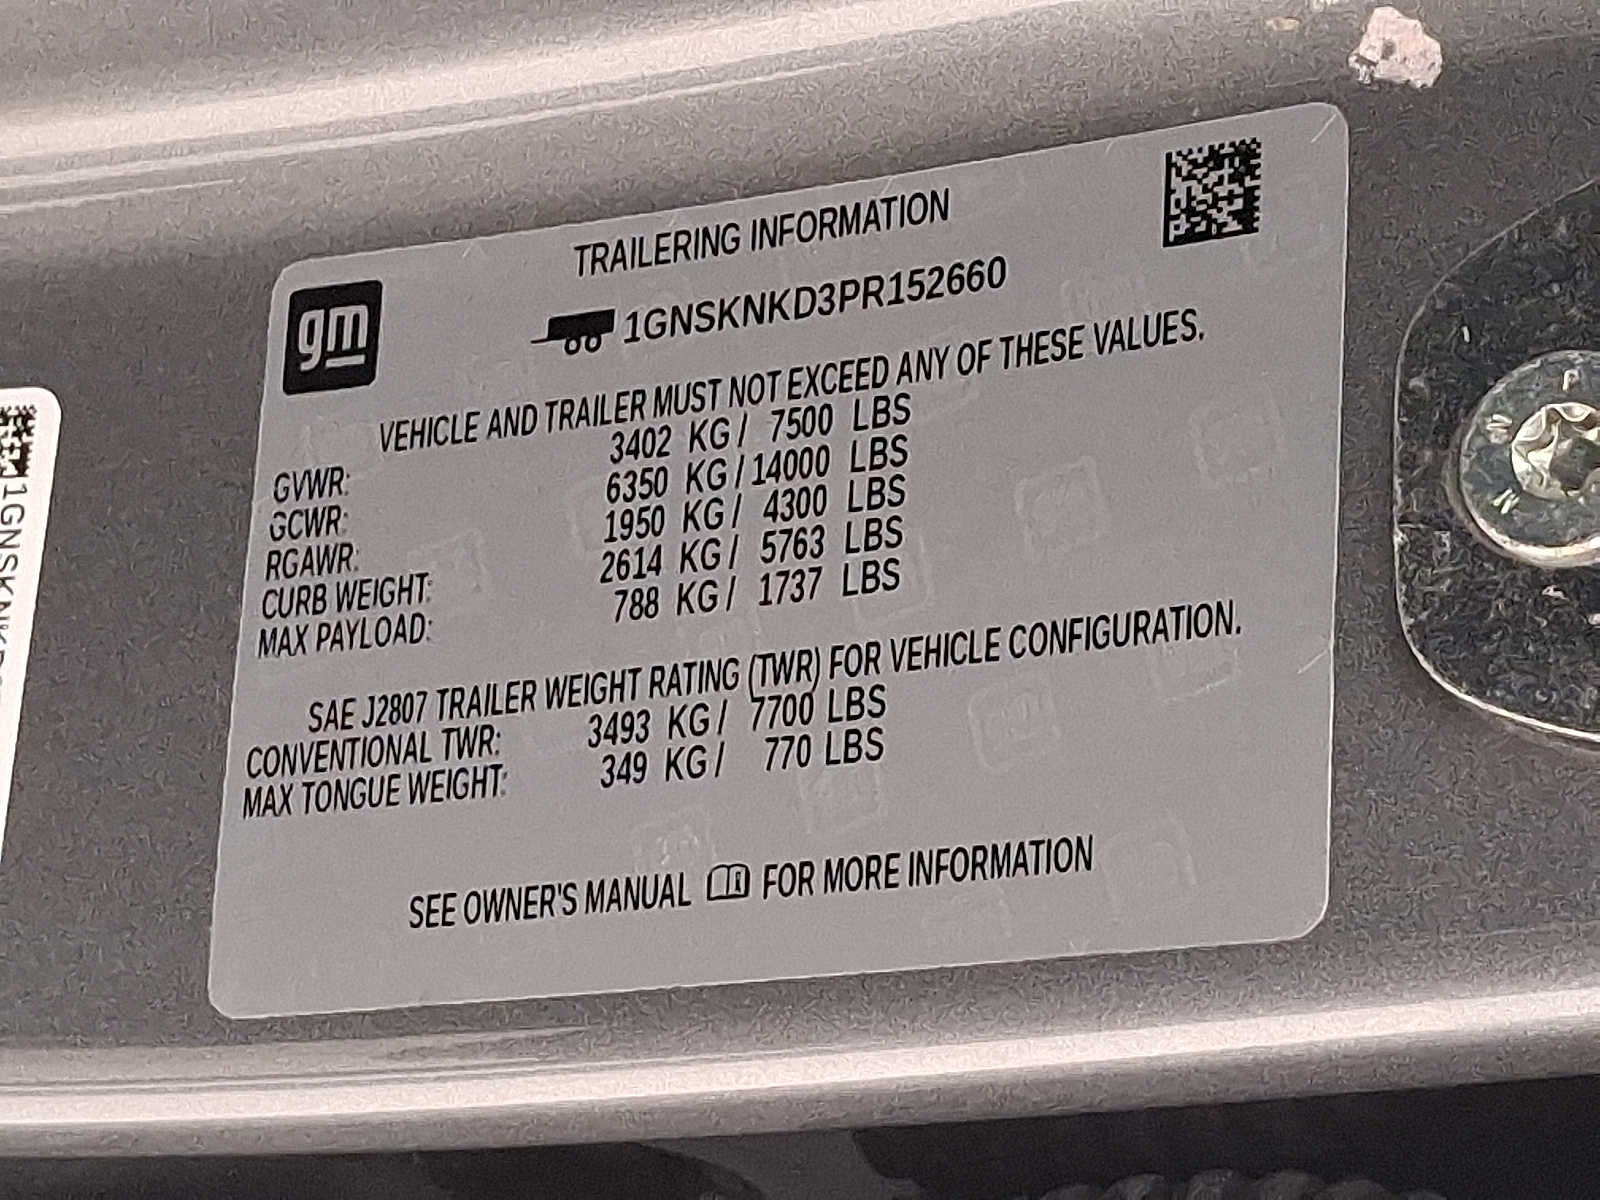 TRAILERING INFORMATION
gm
1GNSKNKD3PR152660
VEHICLE AND TRAILER MUST NOT EXCEED ANY OF THESE VALUES.
GVWR: 3402 KG / 7500 LBS
GCWR: 6350 KG / 14000 LBS
RGAWR: 1950 KG / 4300 LBS
CURB WEIGHT: 2614 KG / 5763 LBS
MAX PAYLOAD: 788 KG / 1737 LBS
SAE J2807 TRAILER WEIGHT RATING (TWR) FOR VEHICLE CONFIGURATION.
CONVENTIONAL TWR: 3493 KG / 7700 LBS
MAX TONGUE WEIGHT: 349 KG / 770 LBS
SEE OWNER'S MANUAL FOR MORE INFORMATION